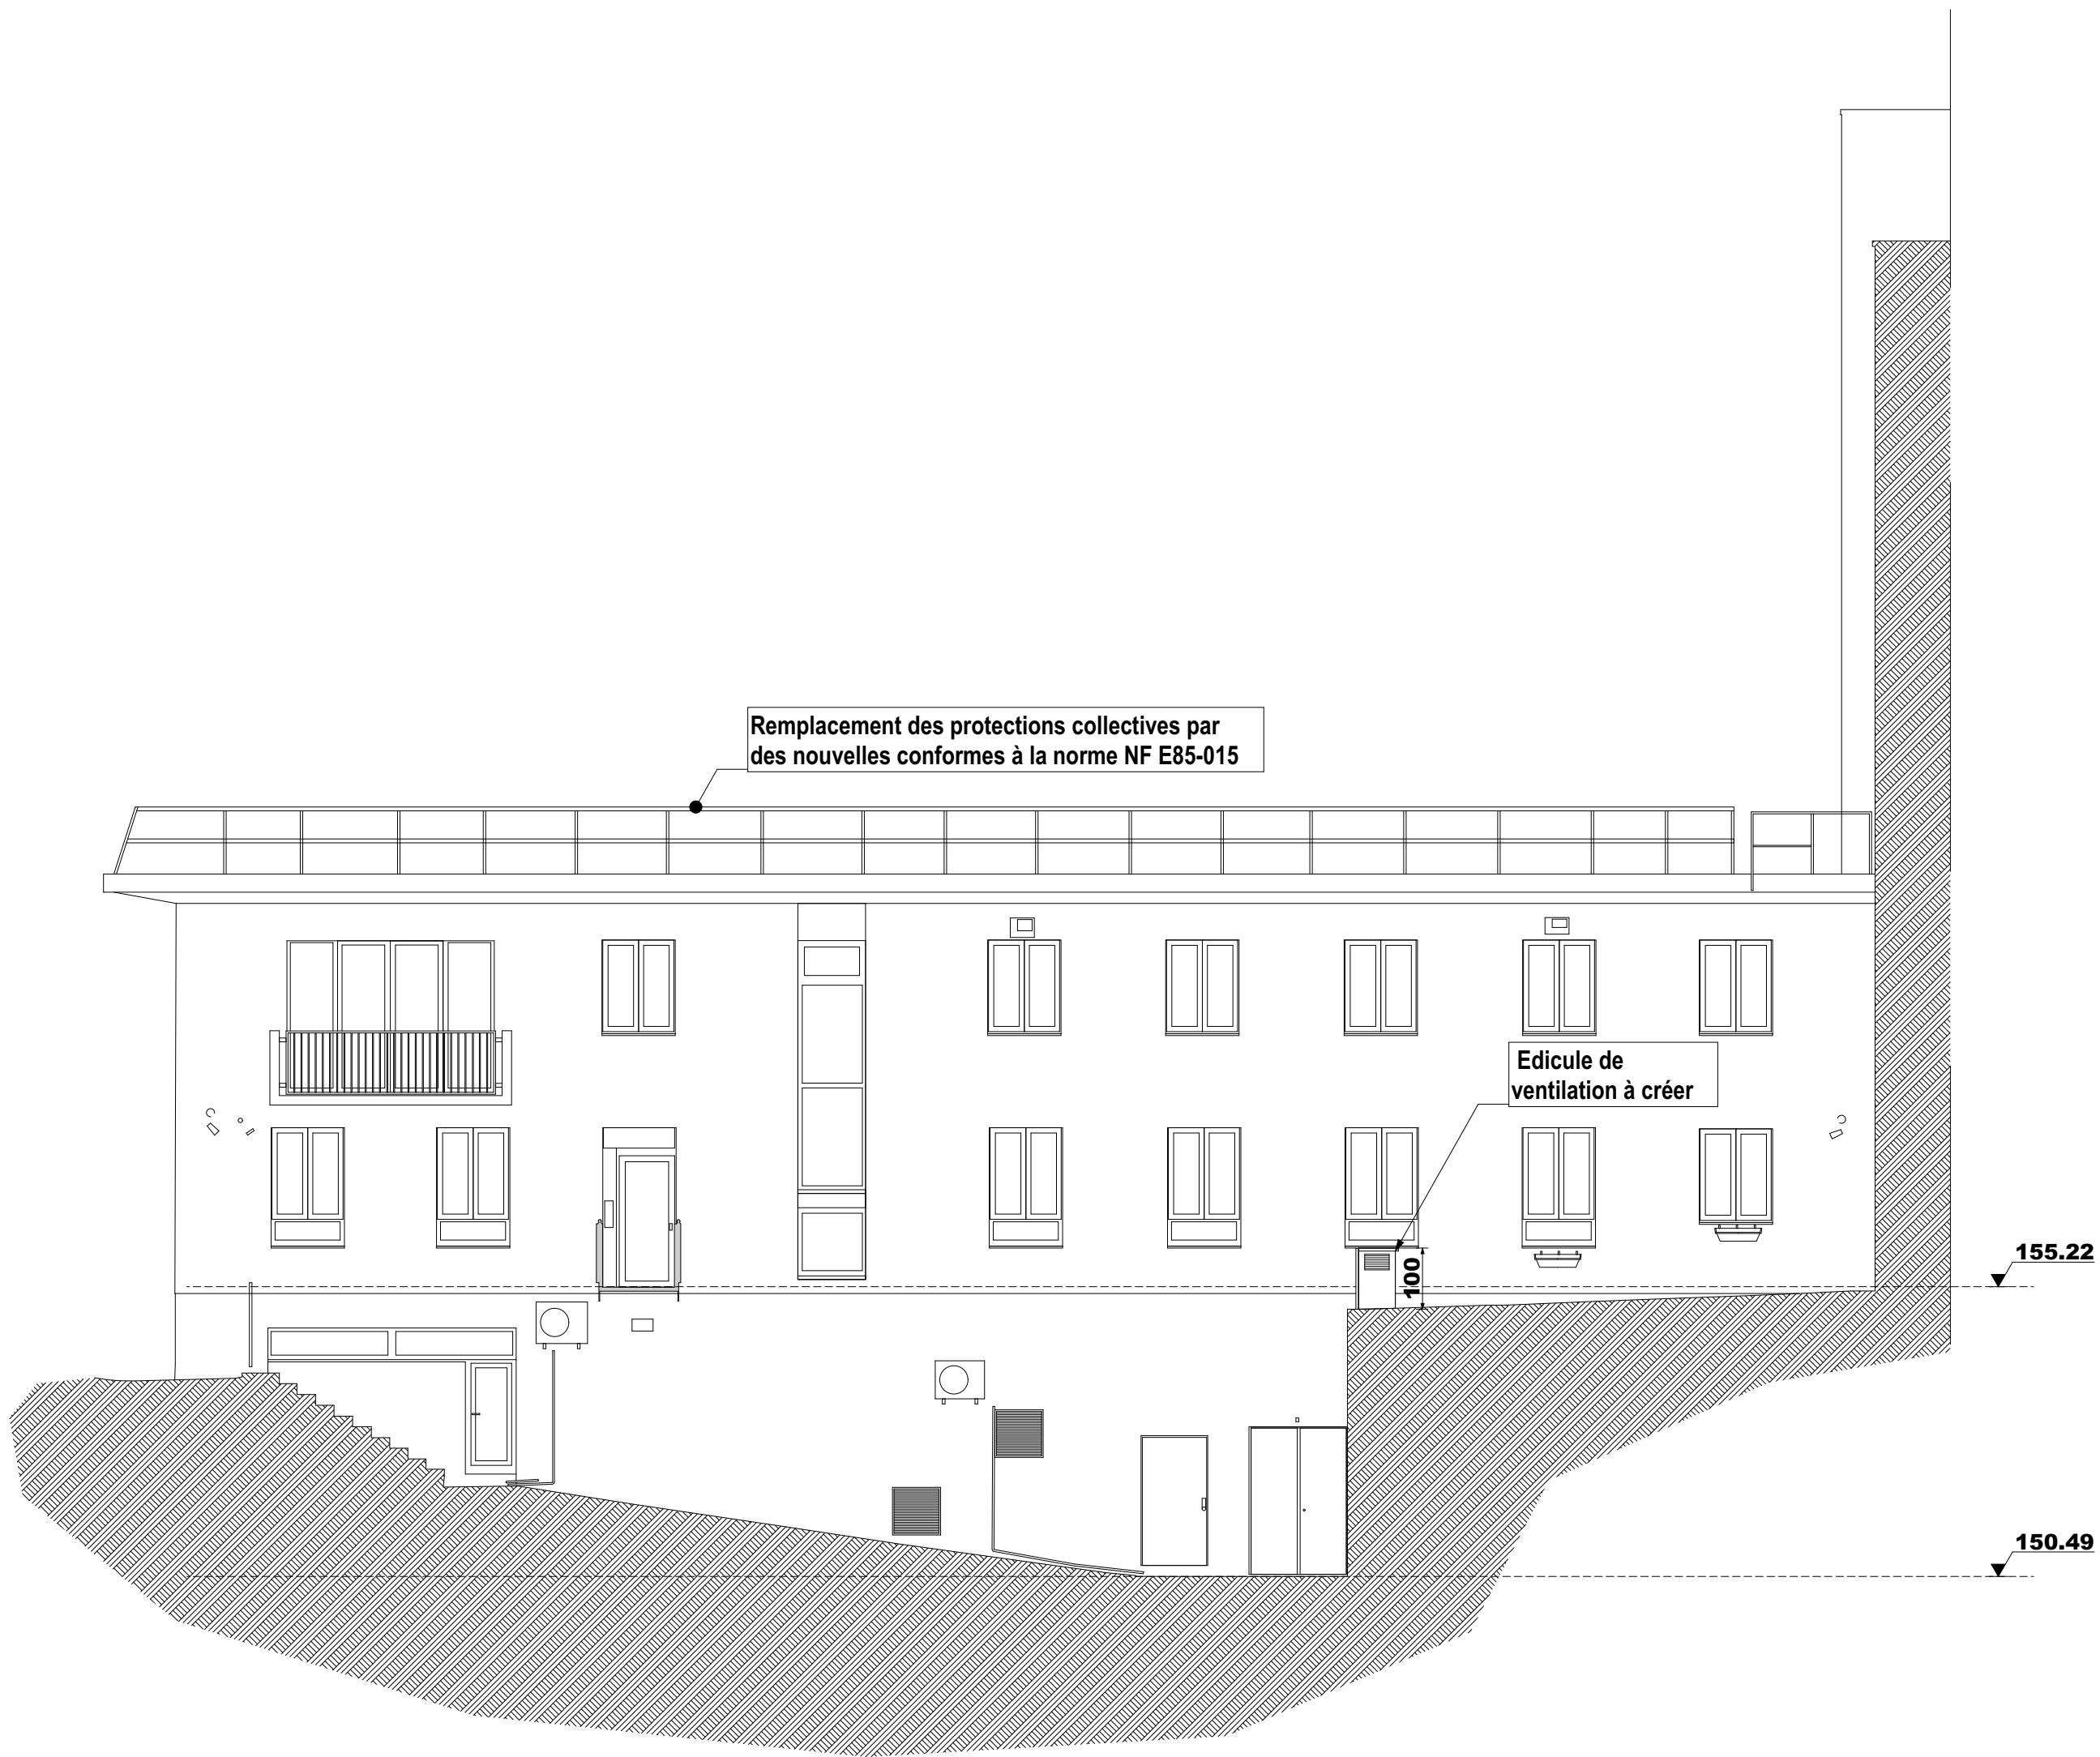 Remplacement des protections collectives par
des nouvelles conformes à la norme NF E85-015
Edicule de
ventilation à créer
100
155.22
150.49